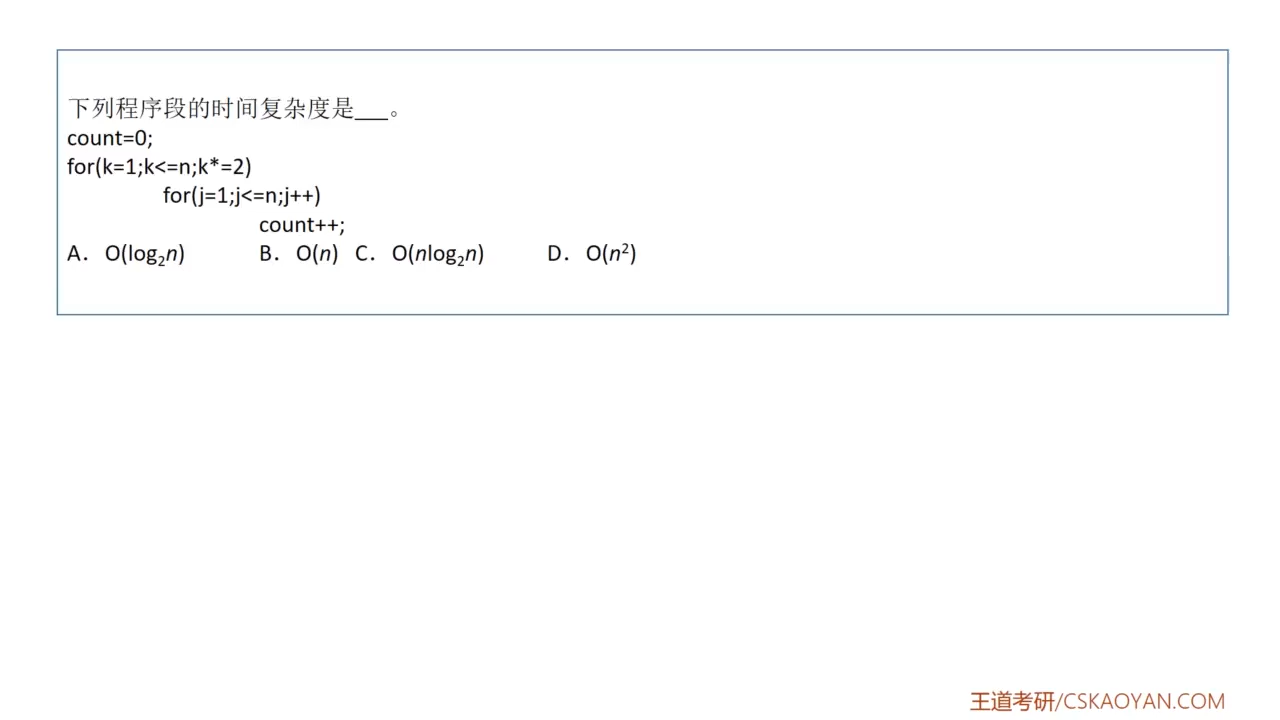 下列程序段的时间复杂度是___。
count=0;
for(k=1;k<=n;k*=2)
for(j=1;j<=n;j++)
count++;
A. O(log₂n) B. O(n) C. O(nlog₂n) D. O(n²)
王道考研/CSKAOYAN.COM